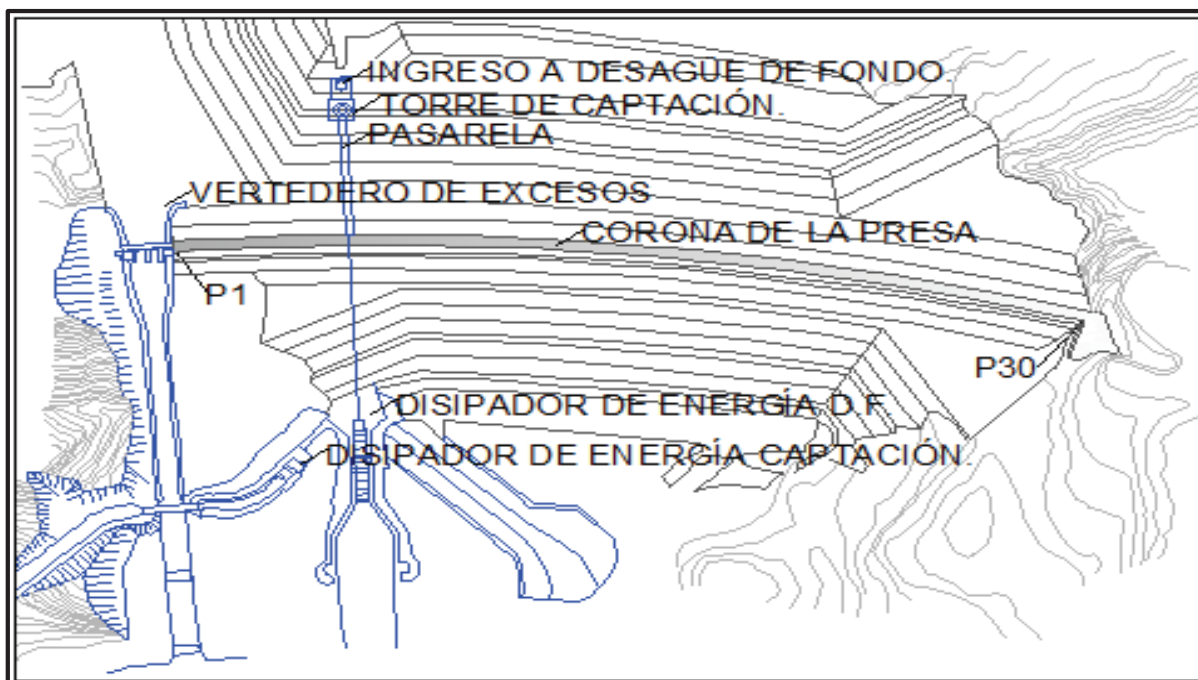 INGRESO A DESAGUE DE FONDO.
TORRE DE CAPTACIÓN.
PASARELA
VERTEDERO DE EXCESOS
CORONA DE LA PRESA
P1
P30
DISIPADOR DE ENERGÍA D.F
DISIPADOR DE ENERGÍA CAPTACIÓN.